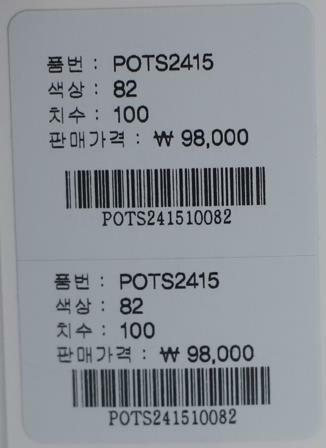 품번 : POTS2415
색상 : 82
치수 : 100
판매가격 : ₩ 98,000
POTS241510082
품번 : POTS2415
색상 : 82
치수 : 100
판매가격 : ₩ 98,000
POTS241510082